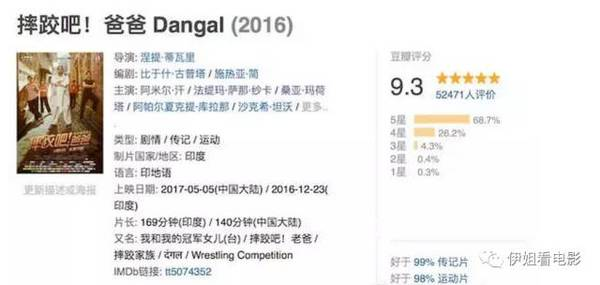 摔跤吧！爸爸 Dangal (2016)
导演: 涅提·蒂瓦里
编剧: 比于什·古普塔 / 施热亚·简
主演: 阿米尔·汗 / 法缇玛·萨那·纱卡 / 桑亚·玛荷
塔 / 阿帕尔夏克提·库拉那 / 沙克希·坦沃 / 更多...
类型: 剧情 / 传记 / 运动
制片国家/地区: 印度
语言: 印地语
上映日期: 2017-05-05(中国大陆) / 2016-12-23(
印度)
片长: 169分钟(印度) / 140分钟(中国大陆)
又名: 我和我的冠军女儿(台) / 摔跤吧！老爸 /
摔跤家族 / दंगल / Wrestling Competition
IMDb链接: tt5074352
更新描述或海报
摔跤吧！爸爸
豆瓣评分
9.3
52471人评价
5星 68.7%
4星 26.2%
3星 4.3%
2星 0.4%
1星 0.3%
好于 99% 传记片
好于 98% 运动片
伊姐看电影